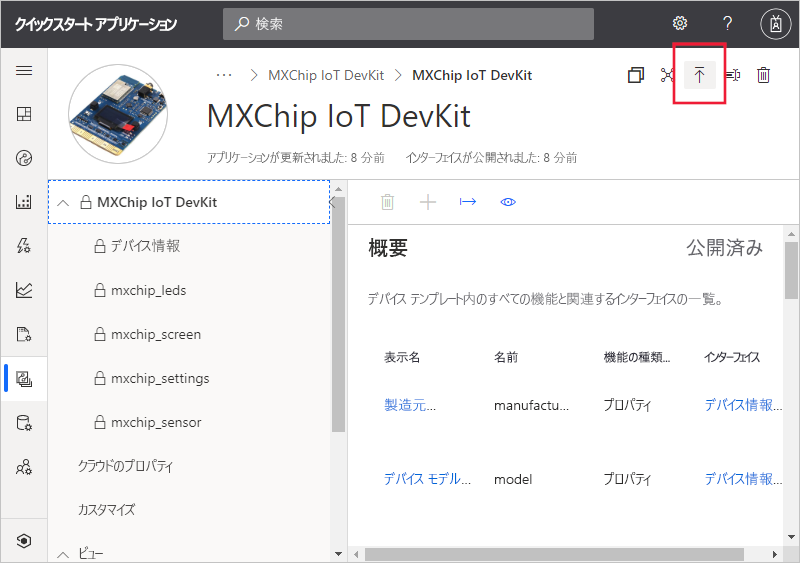 クイックスタート アプリケーション
検索
?
··· > MXChip IoT DevKit > MXChip IoT DevKit
MXChip IoT DevKit
アプリケーションが更新されました: 8 分前 インターフェイスが公開されました: 8 分前
MXChip IoT DevKit
デバイス情報
mxchip_leds
mxchip_screen
mxchip_settings
mxchip_sensor
クラウドのプロパティ
カスタマイズ
ビュー
概要 公開済み
デバイス テンプレート内のすべての機能と関連するインターフェイスの一覧。
表示名 名前 機能の種類... インターフェイス
製造元... manufactu... プロパティ デバイス情報...
デバイス モデル... model プロパティ デバイス情報...